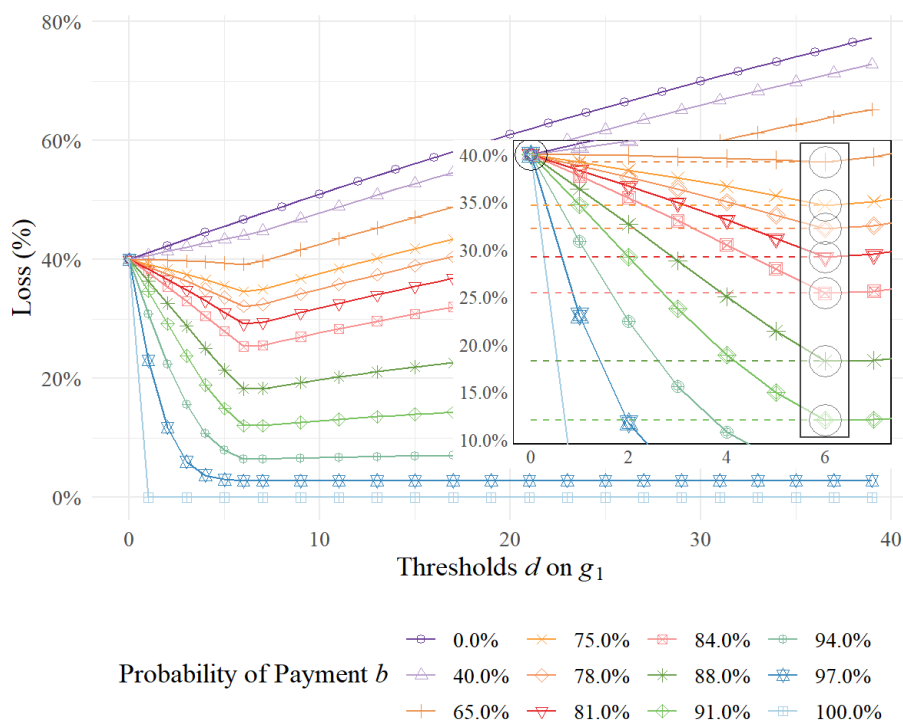 80%
60%
40%
20%
0%
Loss (%)
40.0%
35.0%
30.0%
25.0%
20.0%
15.0%
10.0%
0 2 4 6
0 10 20 30 40
Thresholds d on g1
Probability of Payment b
0.0% 75.0% 84.0% 94.0%
40.0% 78.0% 88.0% 97.0%
65.0% 81.0% 91.0% 100.0%